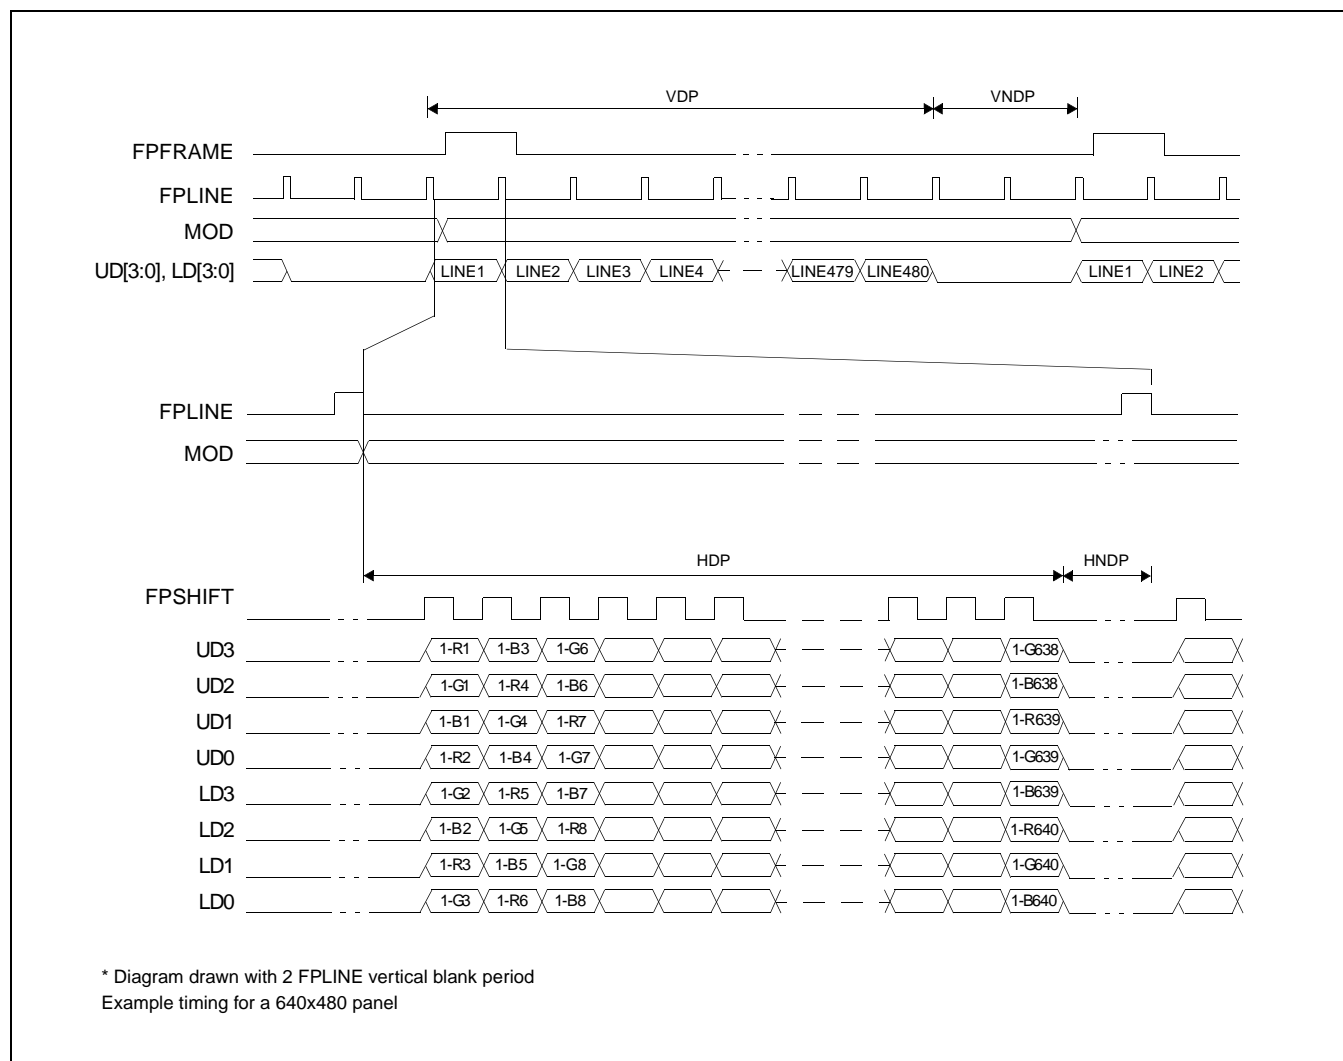 VDP VNDP
FPFRAME
FPLINE
MOD
UD[3:0], LD[3:0] LINE1 LINE2 LINE3 LINE4 LINE479 LINE480 LINE1 LINE2
FPLINE
MOD
HDP HNDP
FPSHIFT
UD3 1-R1 1-B3 1-G6 1-G638
UD2 1-G1 1-R4 1-B6 1-B638
UD1 1-B1 1-G4 1-R7 1-R639
UD0 1-R2 1-B4 1-G7 1-G639
LD3 1-G2 1-R5 1-B7 1-B639
LD2 1-B2 1-G5 1-R8 1-R640
LD1 1-R3 1-B5 1-G8 1-G640
LD0 1-G3 1-R6 1-B8 1-B640
* Diagram drawn with 2 FPLINE vertical blank period
Example timing for a 640x480 panel